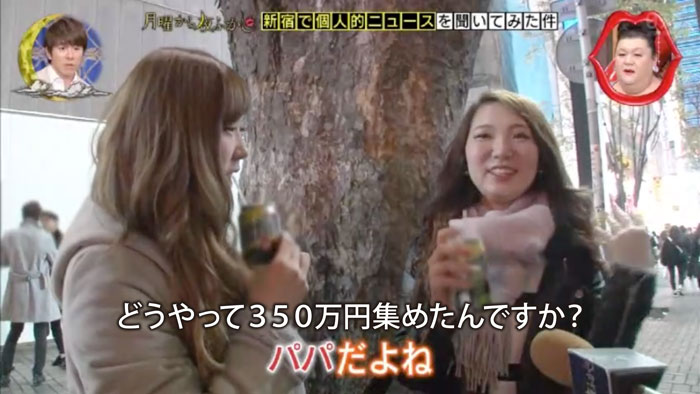 月曜から夜ふかし
新宿で個人的ニュースを聞いてみた件
どうやって３５０万円集めたんですか？
パパだよね